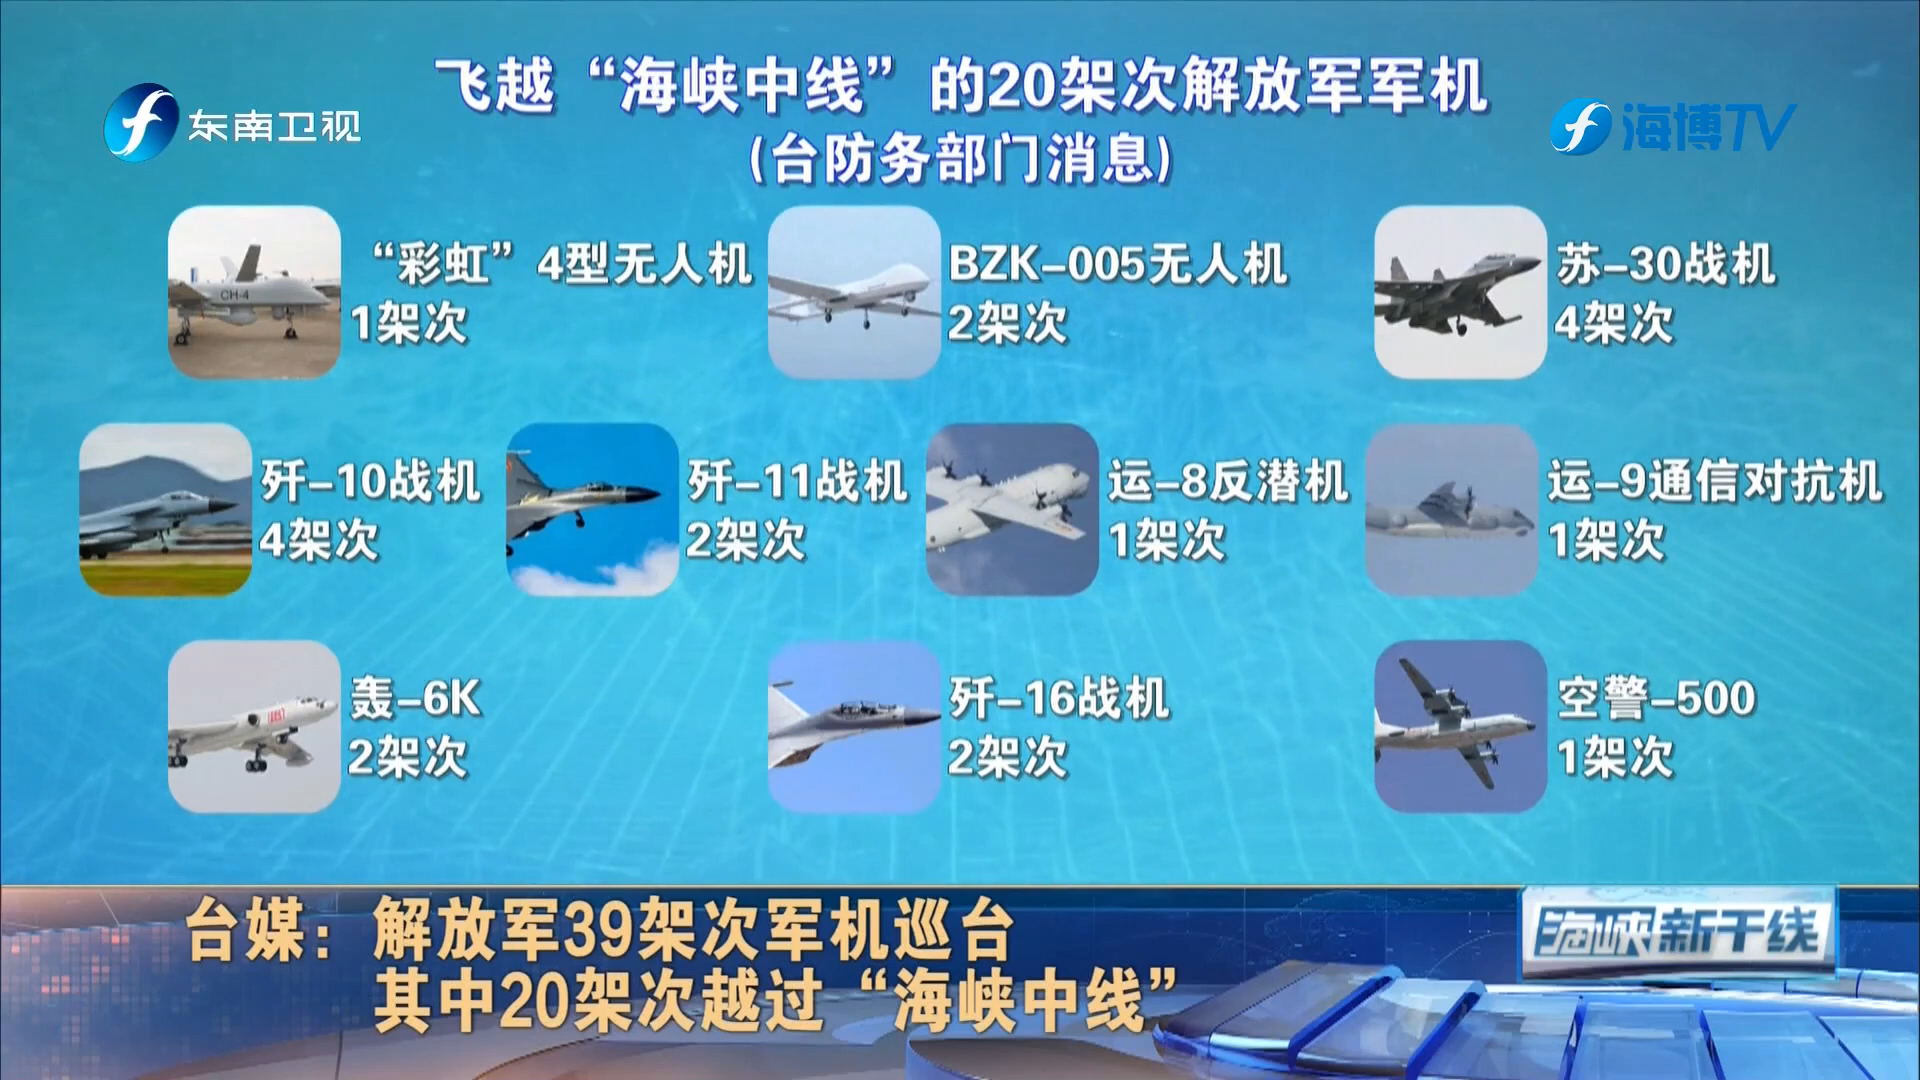 飞越“海峡中线”的20架次解放军军机
(台防务部门消息)
东南卫视
海博TV
“彩虹”4型无人机
1架次
BZK-005无人机
2架次
苏-30战机
4架次
CH-4
歼-10战机
4架次
歼-11战机
2架次
运-8反潜机
1架次
运-9通信对抗机
1架次
轰-6K
2架次
歼-16战机
2架次
空警-500
1架次
台媒：解放军39架次军机巡台
其中20架次越过“海峡中线”
海峡新干线